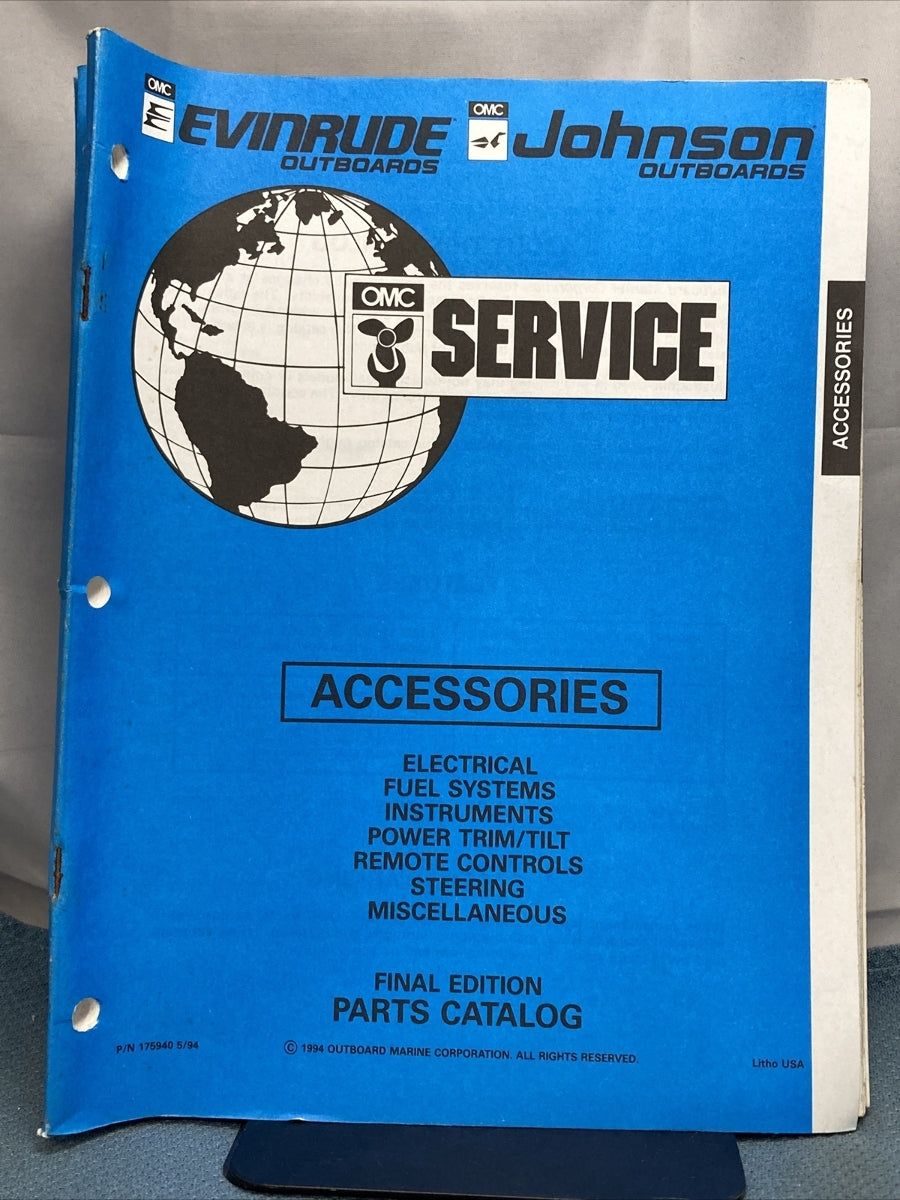 OMC
EVINRUDE
OUTBOARDS
OMC
Johnson
OUTBOARDS
OMC
SERVICE
ACCESSORIES
ACCESSORIES
ELECTRICAL
FUEL SYSTEMS
INSTRUMENTS
POWER TRIM/TILT
REMOTE CONTROLS
STEERING
MISCELLANEOUS
FINAL EDITION
PARTS CATALOG
P/N 175940 5/94
© 1994 OUTBOARD MARINE CORPORATION. ALL RIGHTS RESERVED.
Litho USA